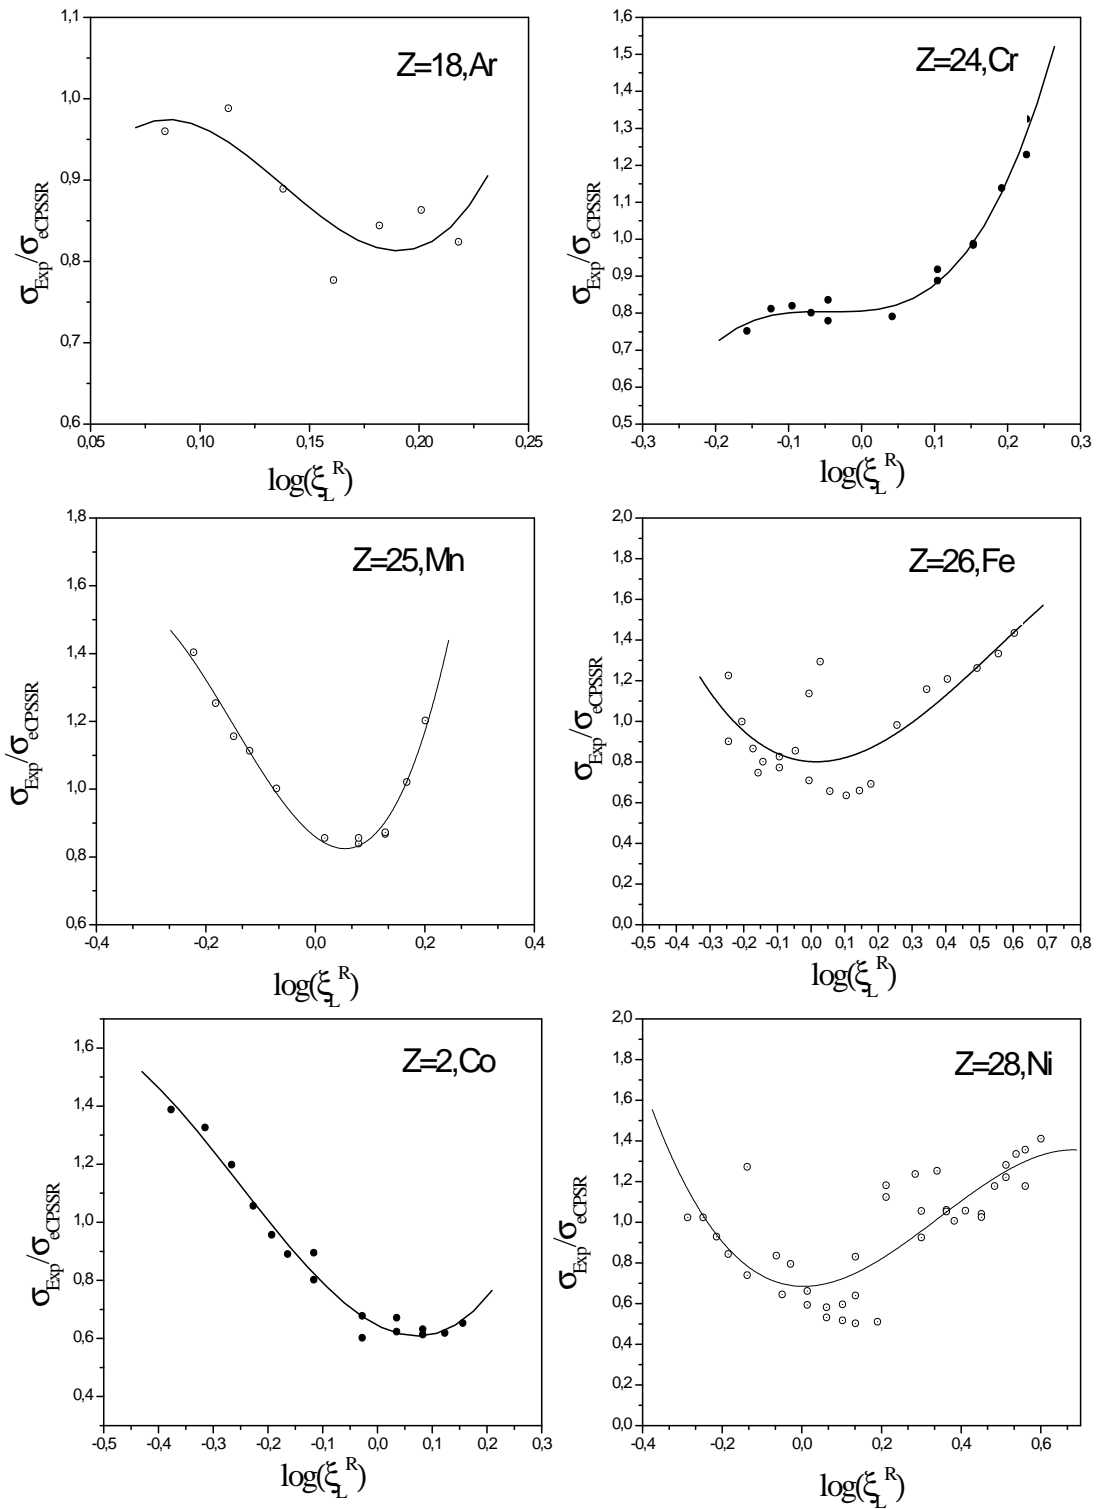 Z=18,Ar
σExp/σeCPSSR
1,1
1,0
0,9
0,8
0,7
0,6
0,05 0,10 0,15 0,20 0,25
log(ξLR)
Z=24,Cr
σExp/σeCPSSR
1,6
1,5
1,4
1,3
1,2
1,1
1,0
0,9
0,8
0,7
0,6
0,5
-0,3 -0,2 -0,1 0,0 0,1 0,2 0,3
log(ξLR)
Z=25,Mn
σExp/σeCPSSR
1,8
1,6
1,4
1,2
1,0
0,8
0,6
-0,4 -0,2 0,0 0,2 0,4
log(ξLR)
Z=26,Fe
σExp/σeCPSSR
2,0
1,8
1,6
1,4
1,2
1,0
0,8
0,6
0,4
0,2
0,0
-0,5 -0,4 -0,3 -0,2 -0,1 0,0 0,1 0,2 0,3 0,4 0,5 0,6 0,7 0,8
log(ξLR)
Z=2,Co
σExp/σeCPSSR
1,6
1,4
1,2
1,0
0,8
0,6
0,4
-0,5 -0,4 -0,3 -0,2 -0,1 0,0 0,1 0,2 0,3
log(ξLR)
Z=28,Ni
σExp/σeCPSSR
2,0
1,8
1,6
1,4
1,2
1,0
0,8
0,6
0,4
0,2
0,0
-0,4 -0,2 0,0 0,2 0,4 0,6
log(ξLR)